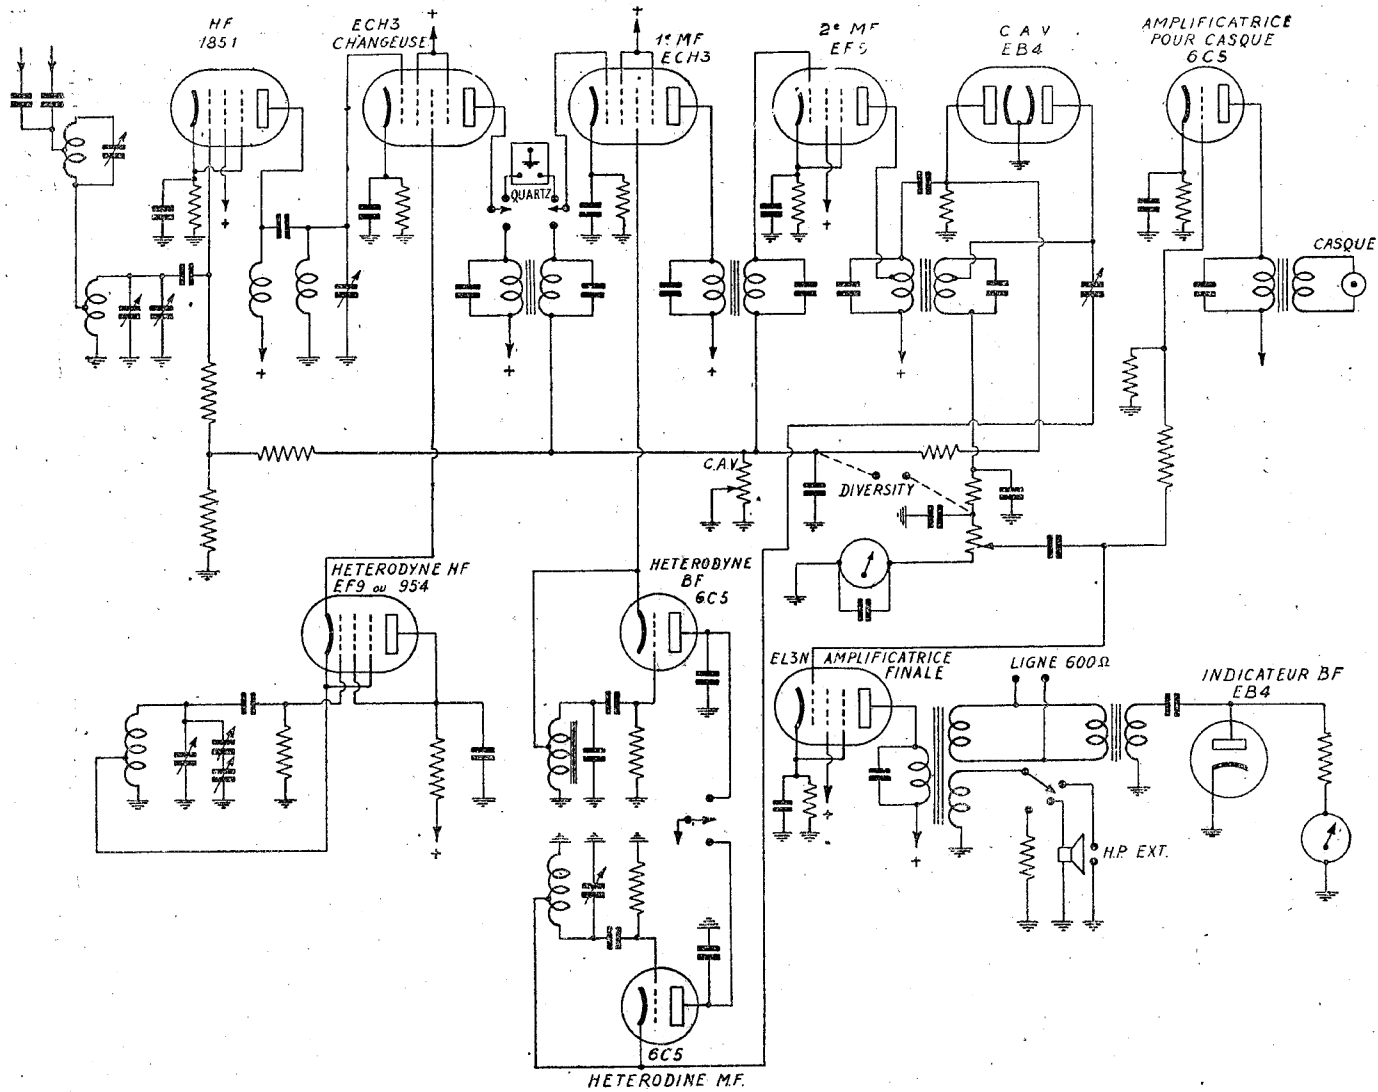 HF
1851
ECH3
CHANGEUSE
1e MF
ECH3
2e MF
EF9
C A V
EB4
AMPLIFICATRICE
POUR CASQUE
6C5
QUARTZ
CASQUE
C.A.V.
DIVERSITY
HETERODYNE HF
EF9 ou 954
HETERODYNE
BF
6C5
EL3N AMPLIFICATRICE
FINALE
LIGNE 600Ω
INDICATEUR BF
EB4
H.P. EXT.
6C5
HETERODINE M.F.